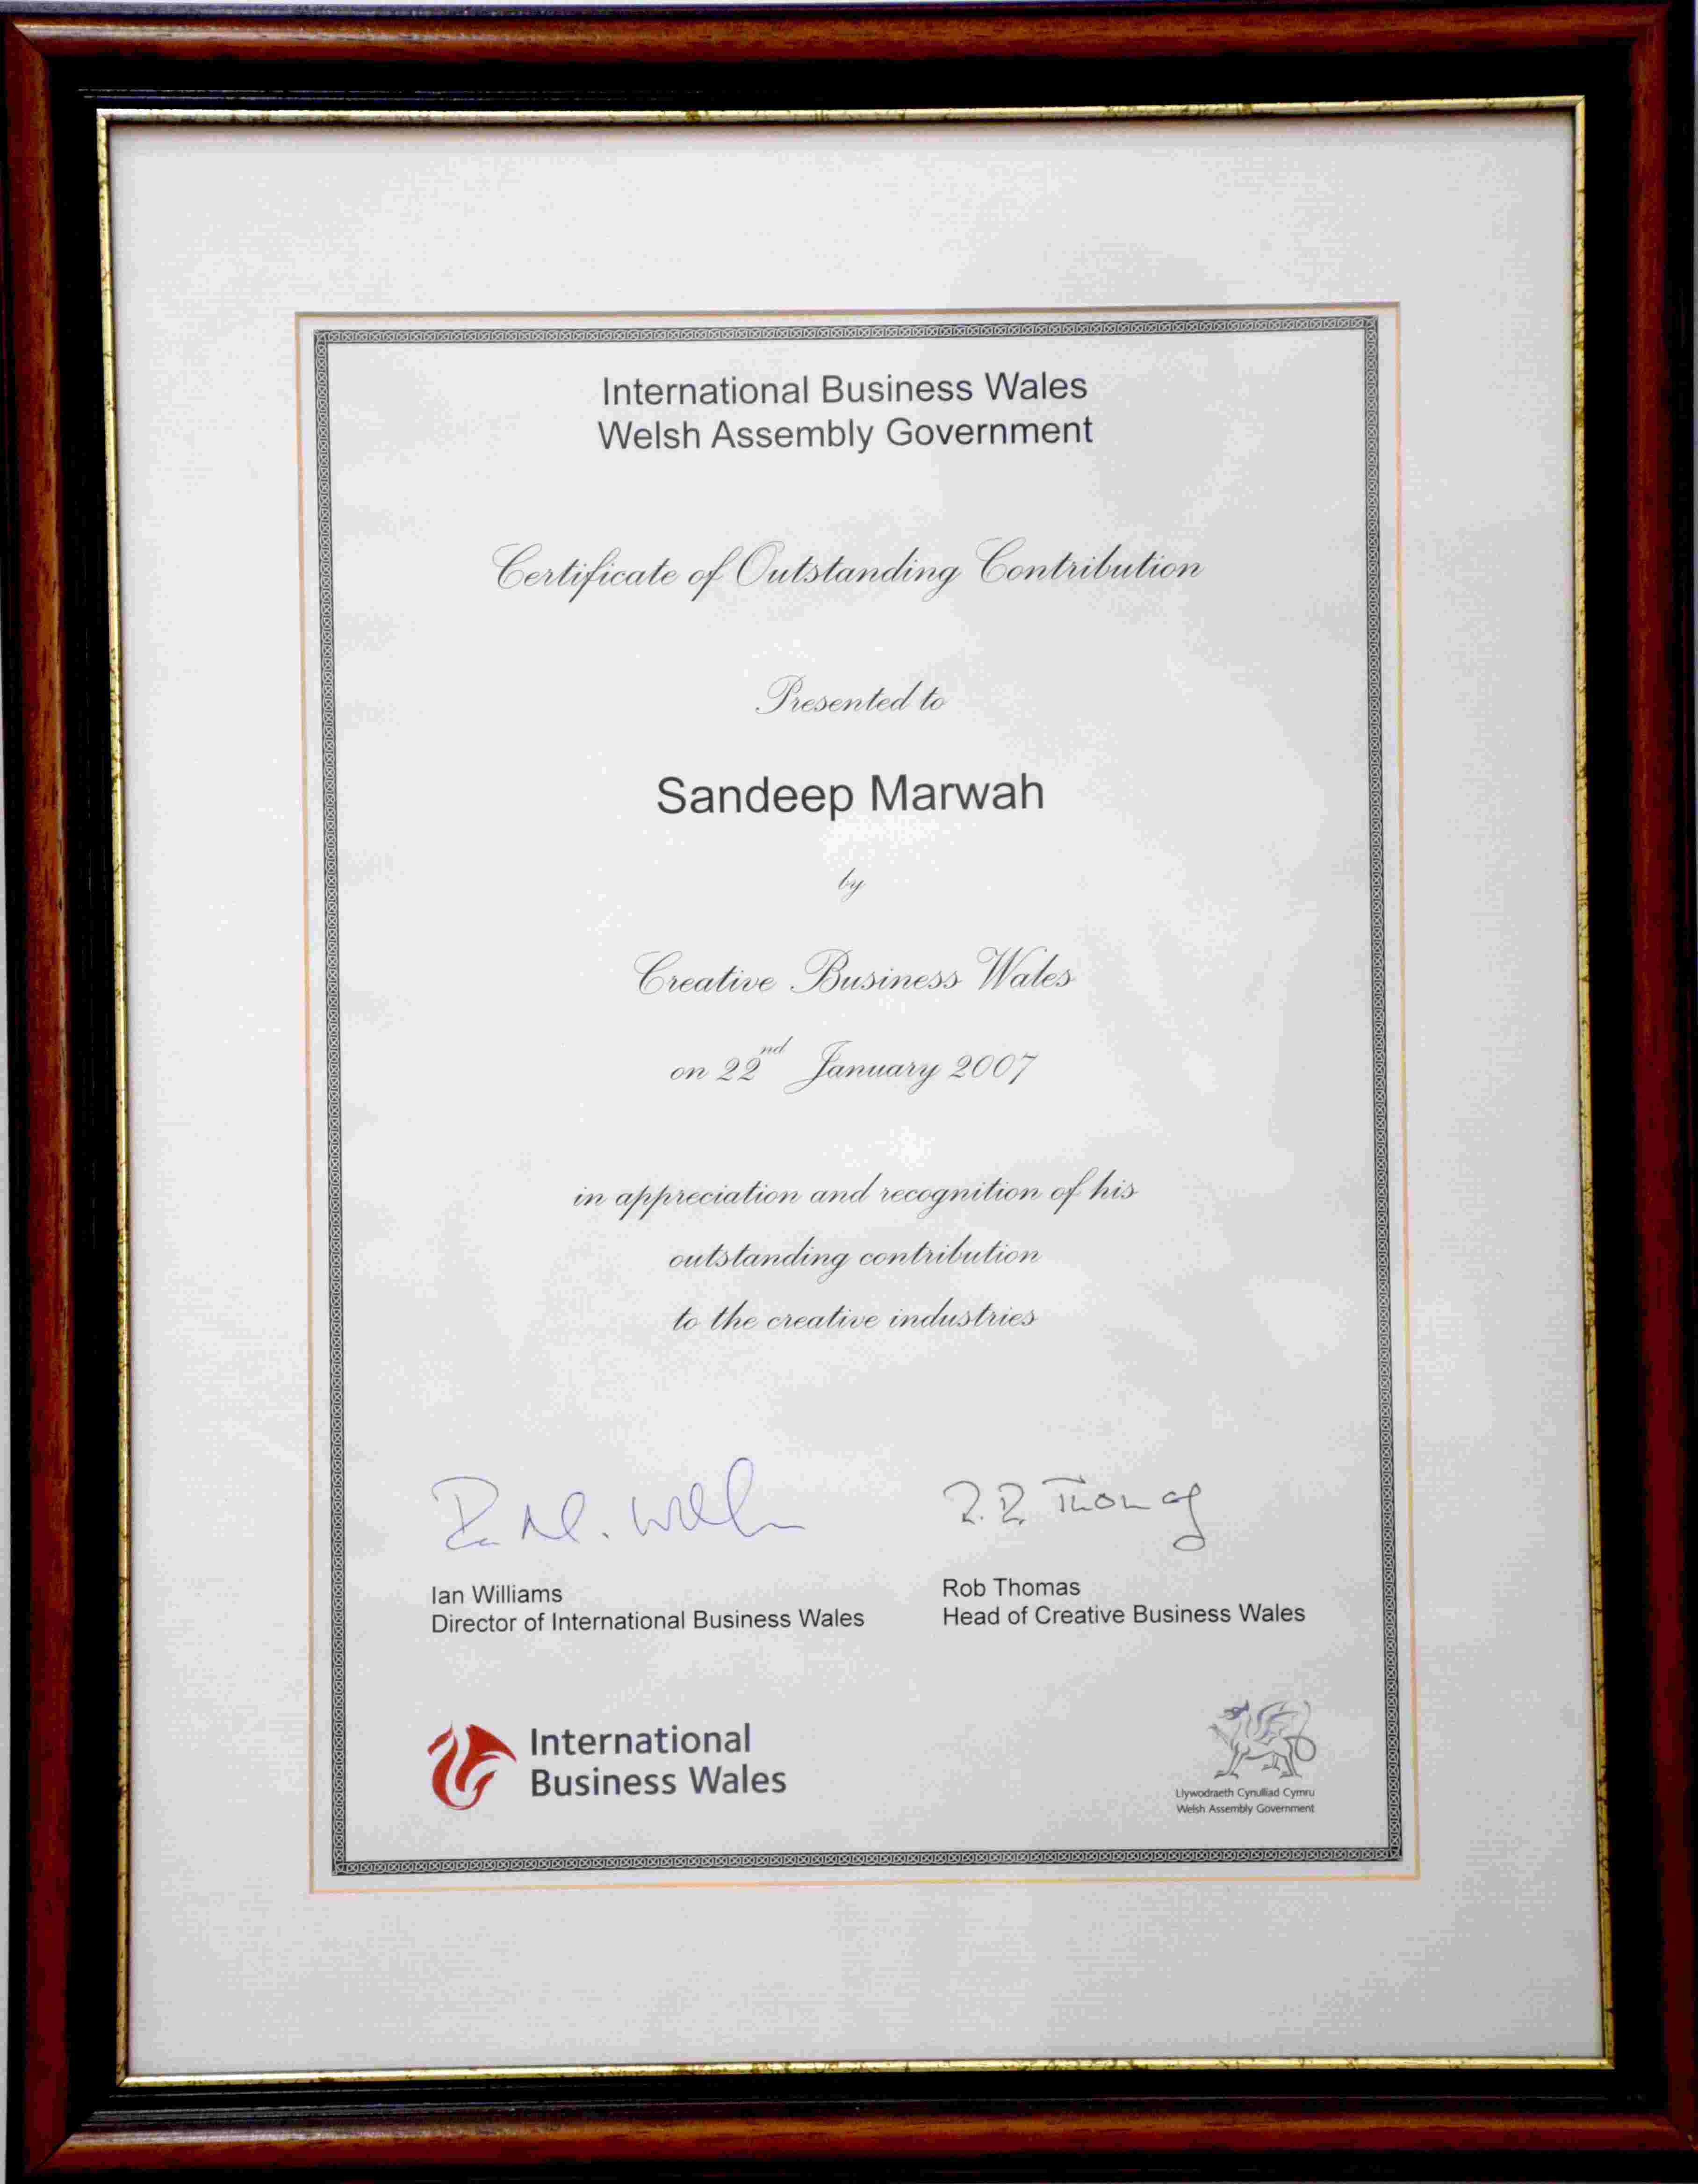 International Business Wales
Welsh Assembly Government
Certificate of Outstanding Contribution
Presented to
Sandeep Marwah
by
Creative Business Wales
on 22nd January 2007
in appreciation and recognition of his
outstanding contribution
to the creative industries
R. R. Thomas
Ian Williams
Director of International Business Wales
Rob Thomas
Head of Creative Business Wales
International
Business Wales
Llywodraeth Cynulliad Cymru
Welsh Assembly Government